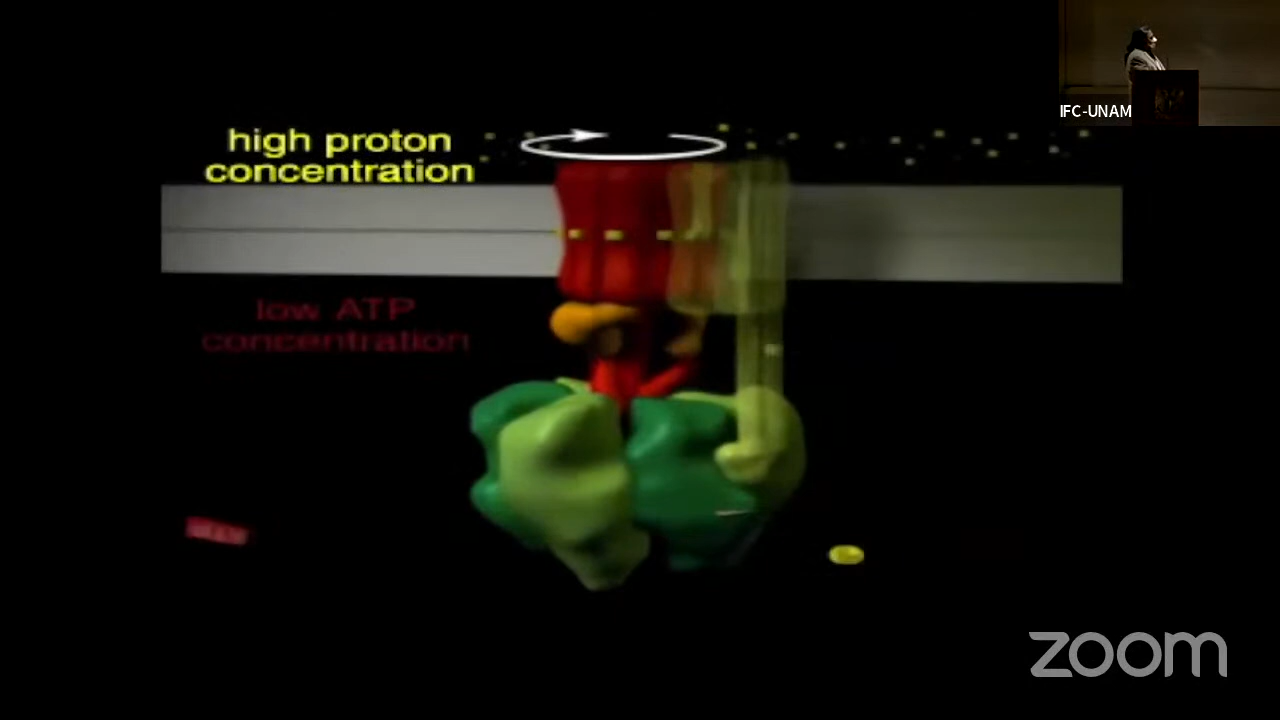 high proton
concentration
low ATP
concentration
IFC-UNAM
zoom